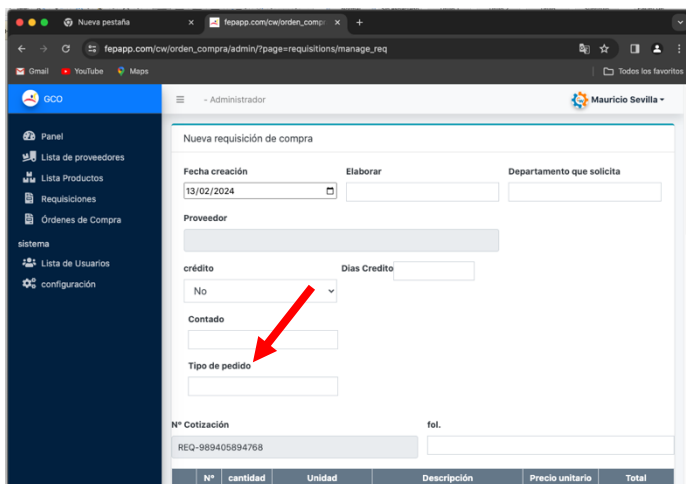 Nueva pestaña
fepapp.com/cw/orden_compr
fepapp.com/cw/orden_compra/admin/?page=requisitions/manage_req
Gmail YouTube Maps Todos los favoritos
GCO - Administrador Mauricio Sevilla
Panel
Lista de proveedores
Lista Productos
Requisiciones
Órdenes de Compra
sistema
Lista de Usuarios
configuración
Nueva requisición de compra
Fecha creación Elaborar Departamento que solicita
13/02/2024
Proveedor
crédito Dias Credito
No
Contado
Tipo de pedido
Nº Cotización fol.
REQ-989405894768
Nº cantidad Unidad Descripción Precio unitario Total